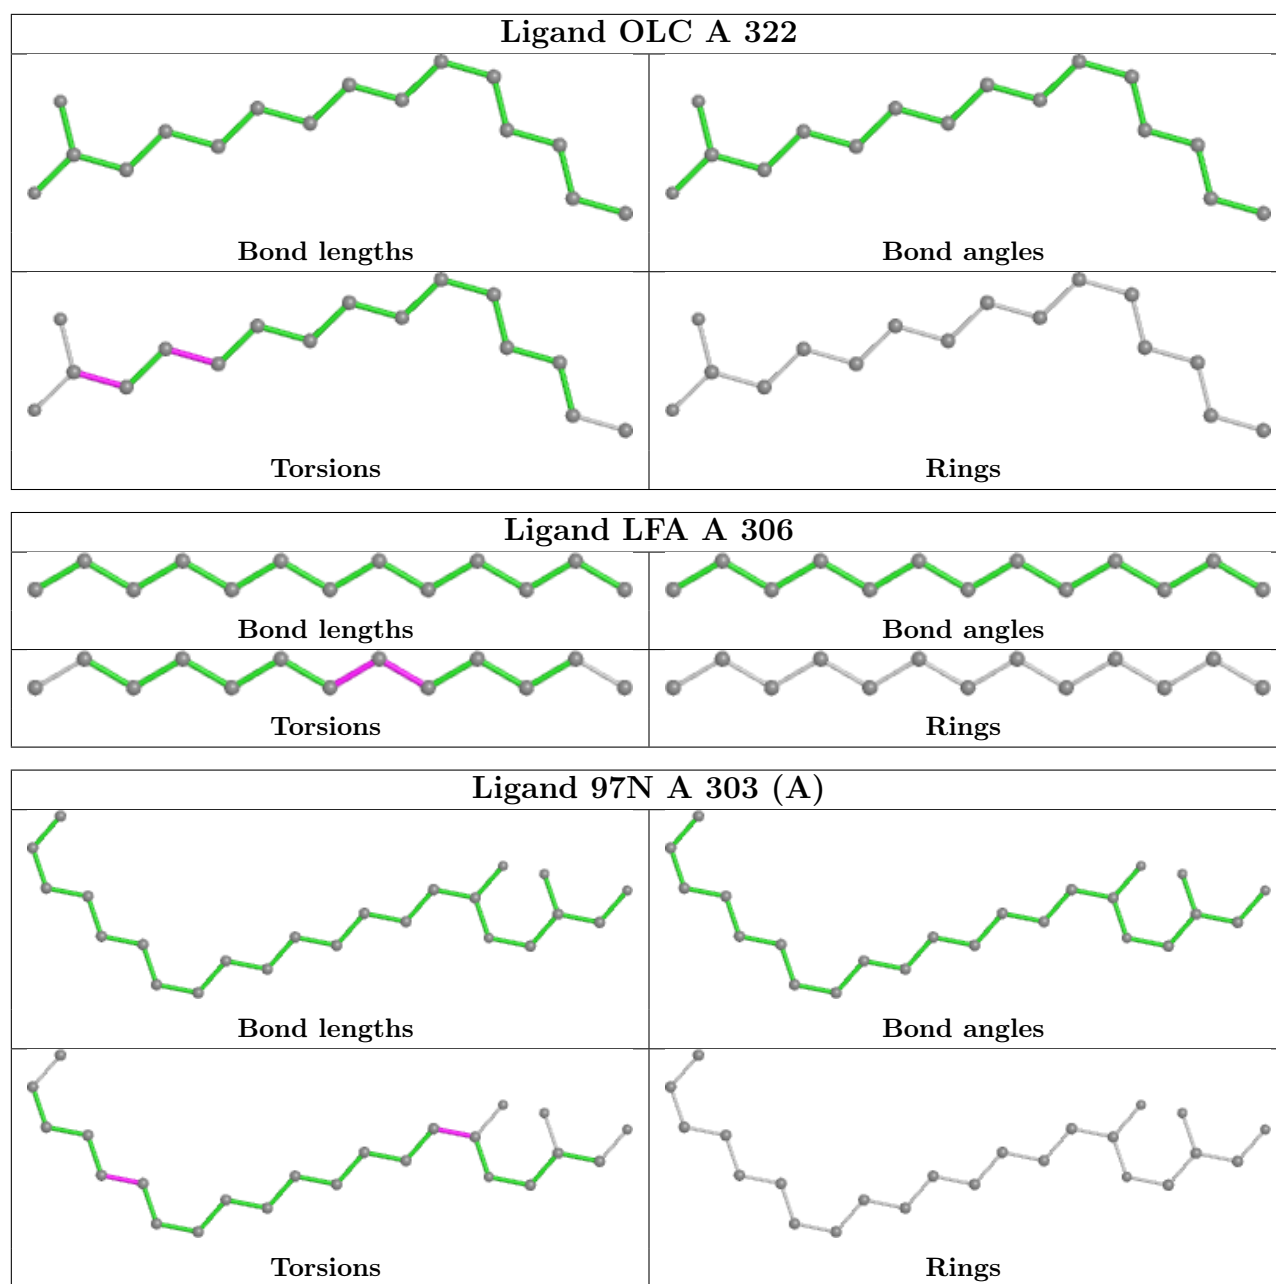 Ligand OLC A 322
Bond lengths Bond angles
Torsions Rings
Ligand LFA A 306
Bond lengths Bond angles
Torsions Rings
Ligand 97N A 303 (A)
Bond lengths Bond angles
Torsions Rings